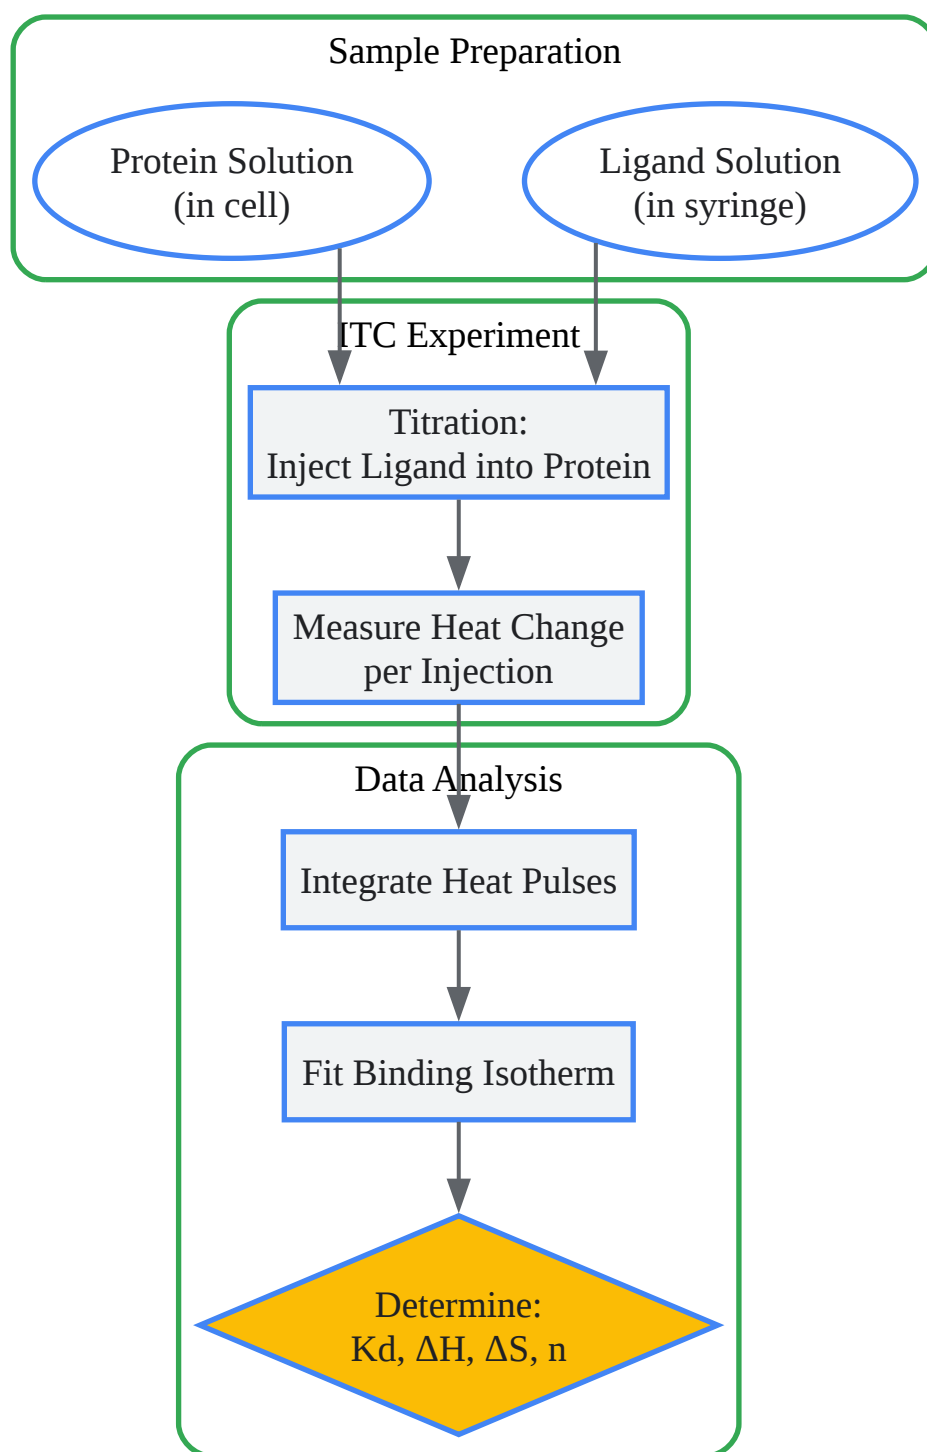 Sample Preparation
Protein Solution
(in cell)
Ligand Solution
(in syringe)
ITC Experiment
Titration:
Inject Ligand into Protein
Measure Heat Change
per Injection
Data Analysis
Integrate Heat Pulses
Fit Binding Isotherm
Determine:
Kd, ΔH, ΔS, n